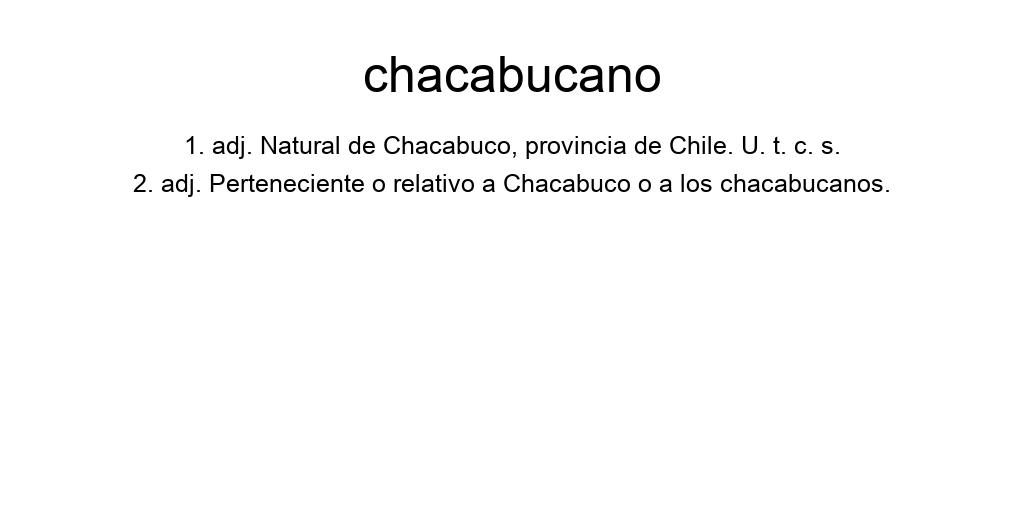 chacabucano
1. adj. Natural de Chacabuco, provincia de Chile. U. t. c. s.
2. adj. Perteneciente o relativo a Chacabuco o a los chacabucanos.